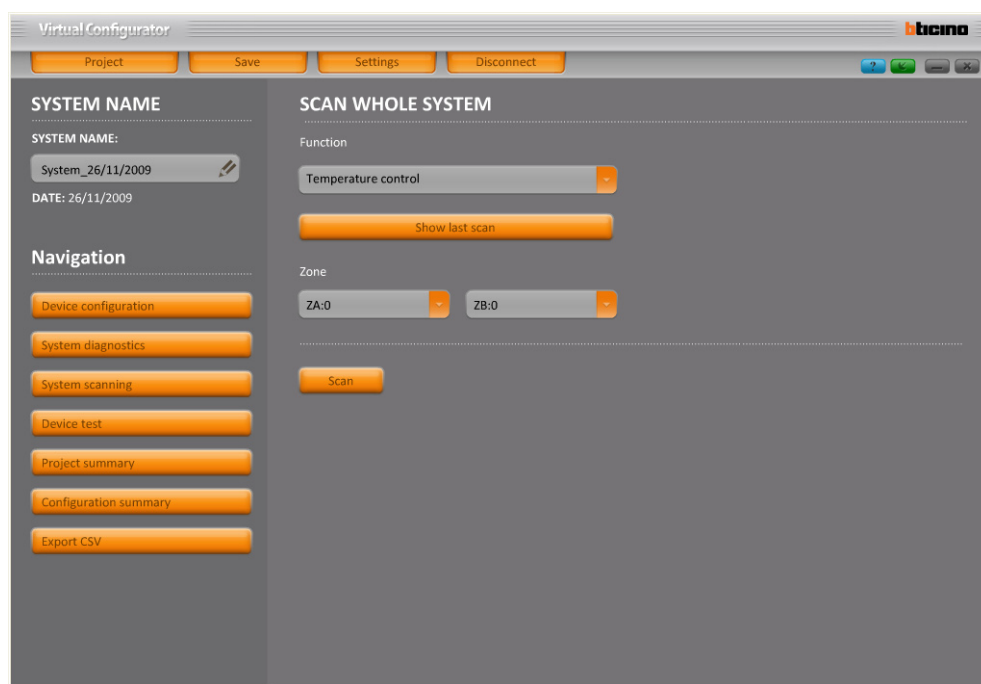 Virtual Configurator
bticino
Project
Save
Settings
Disconnect
?
SYSTEM NAME
SYSTEM NAME:
System_26/11/2009
DATE: 26/11/2009
Navigation
Device configuration
System diagnostics
System scanning
Device test
Project summary
Configuration summary
Export CSV
SCAN WHOLE SYSTEM
Function
Temperature control
Show last scan
Zone
ZA:0
ZB:0
Scan